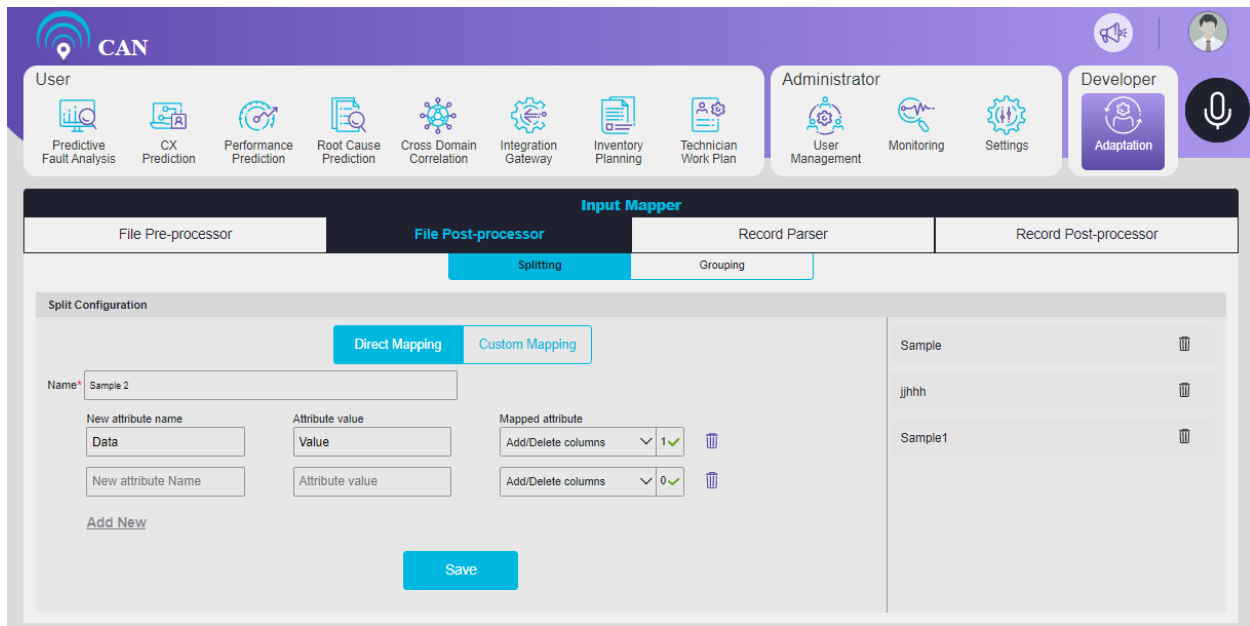 CAN
User
Administrator
Developer
Predictive
Fault Analysis
CX
Prediction
Performance
Prediction
Root Cause
Prediction
Cross Domain
Correlation
Integration
Gateway
Inventory
Planning
Technician
Work Plan
User
Management
Monitoring
Settings
Adaptation
Input Mapper
File Pre-processor
File Post-processor
Record Parser
Record Post-processor
Splitting
Grouping
Split Configuration
Direct Mapping
Custom Mapping
Name* Sample 2
New attribute name
Attribute value
Mapped attribute
Data
Value
Add/Delete columns
1
New attribute Name
Attribute value
Add/Delete columns
0
Add New
Save
Sample
jjhhh
Sample1